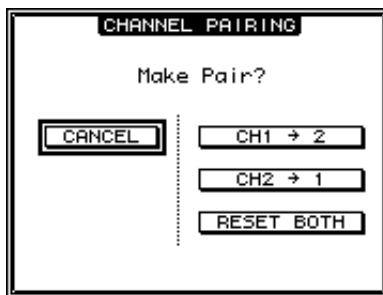 CHANNEL PAIRING
Make Pair?
CANCEL
CH1 → 2
CH2 → 1
RESET BOTH